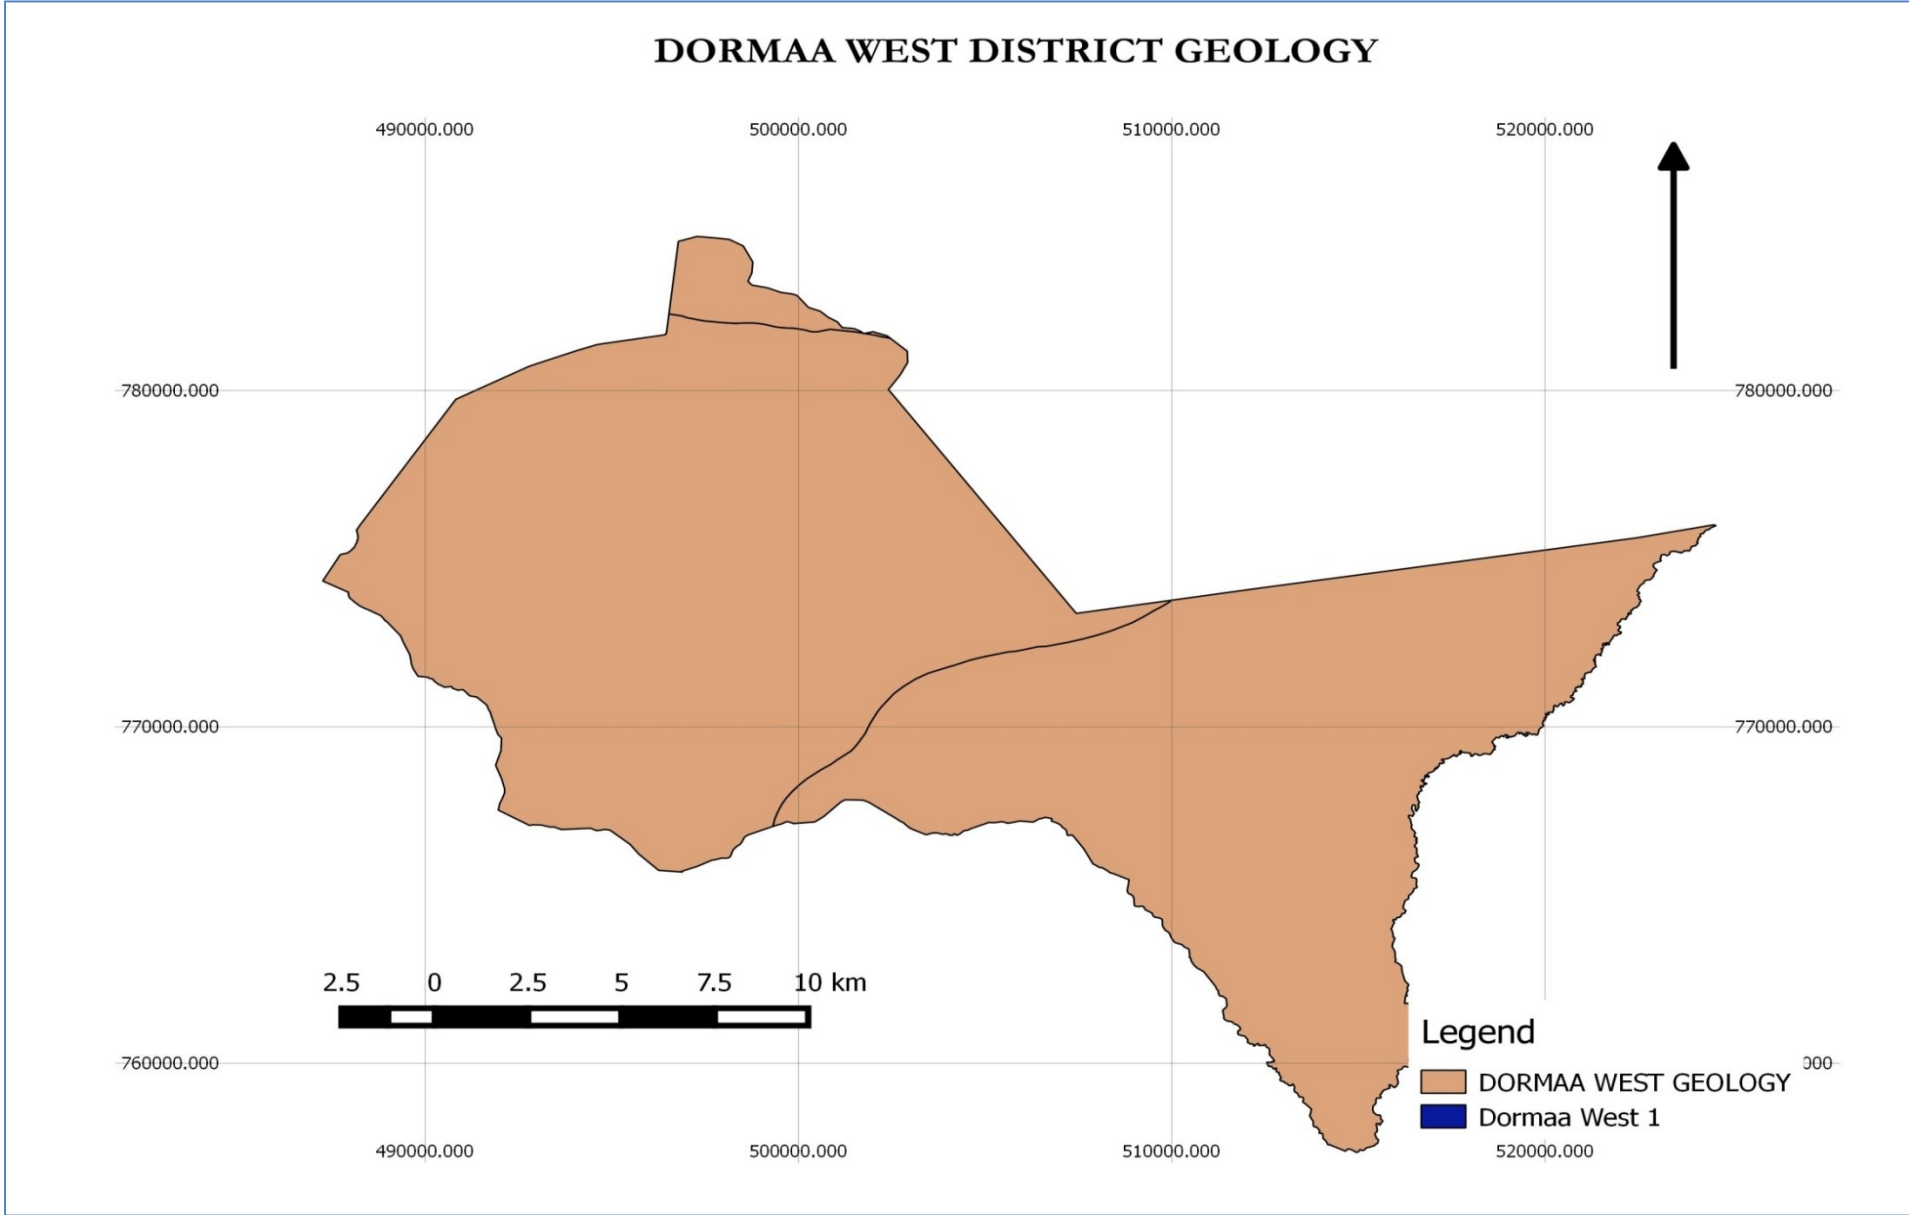 DORMAA WEST DISTRICT GEOLOGY
490000.000 500000.000 510000.000 520000.000
780000.000 780000.000
770000.000 770000.000
2.5 0 2.5 5 7.5 10 km
Legend
760000.000 000
DORMAA WEST GEOLOGY
Dormaa West 1
490000.000 500000.000 510000.000 520000.000